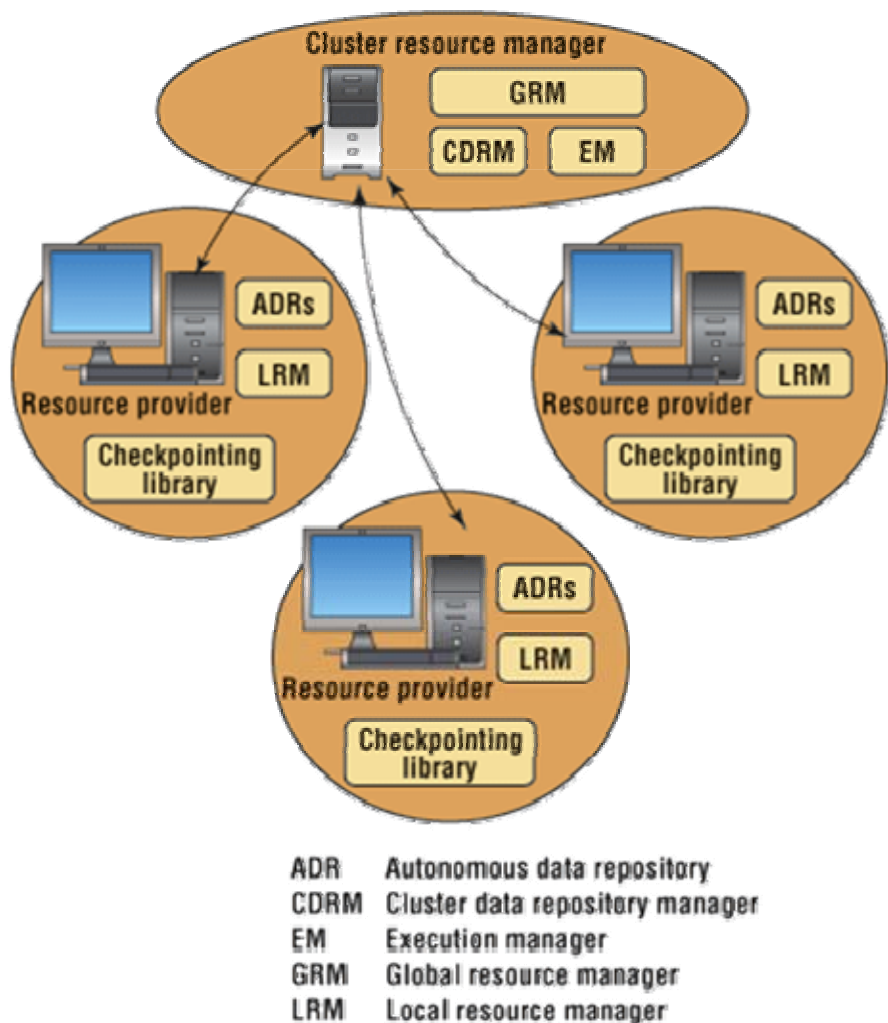 Cluster resource manager
GRM
CDRM EM
ADRs
LRM
Resource provider
Checkpointing
library
ADRs
LRM
Resource provider
Checkpointing
library
ADRs
LRM
Resource provider
Checkpointing
library
ADR Autonomous data repository
CDRM Cluster data repository manager
EM Execution manager
GRM Global resource manager
LRM Local resource manager